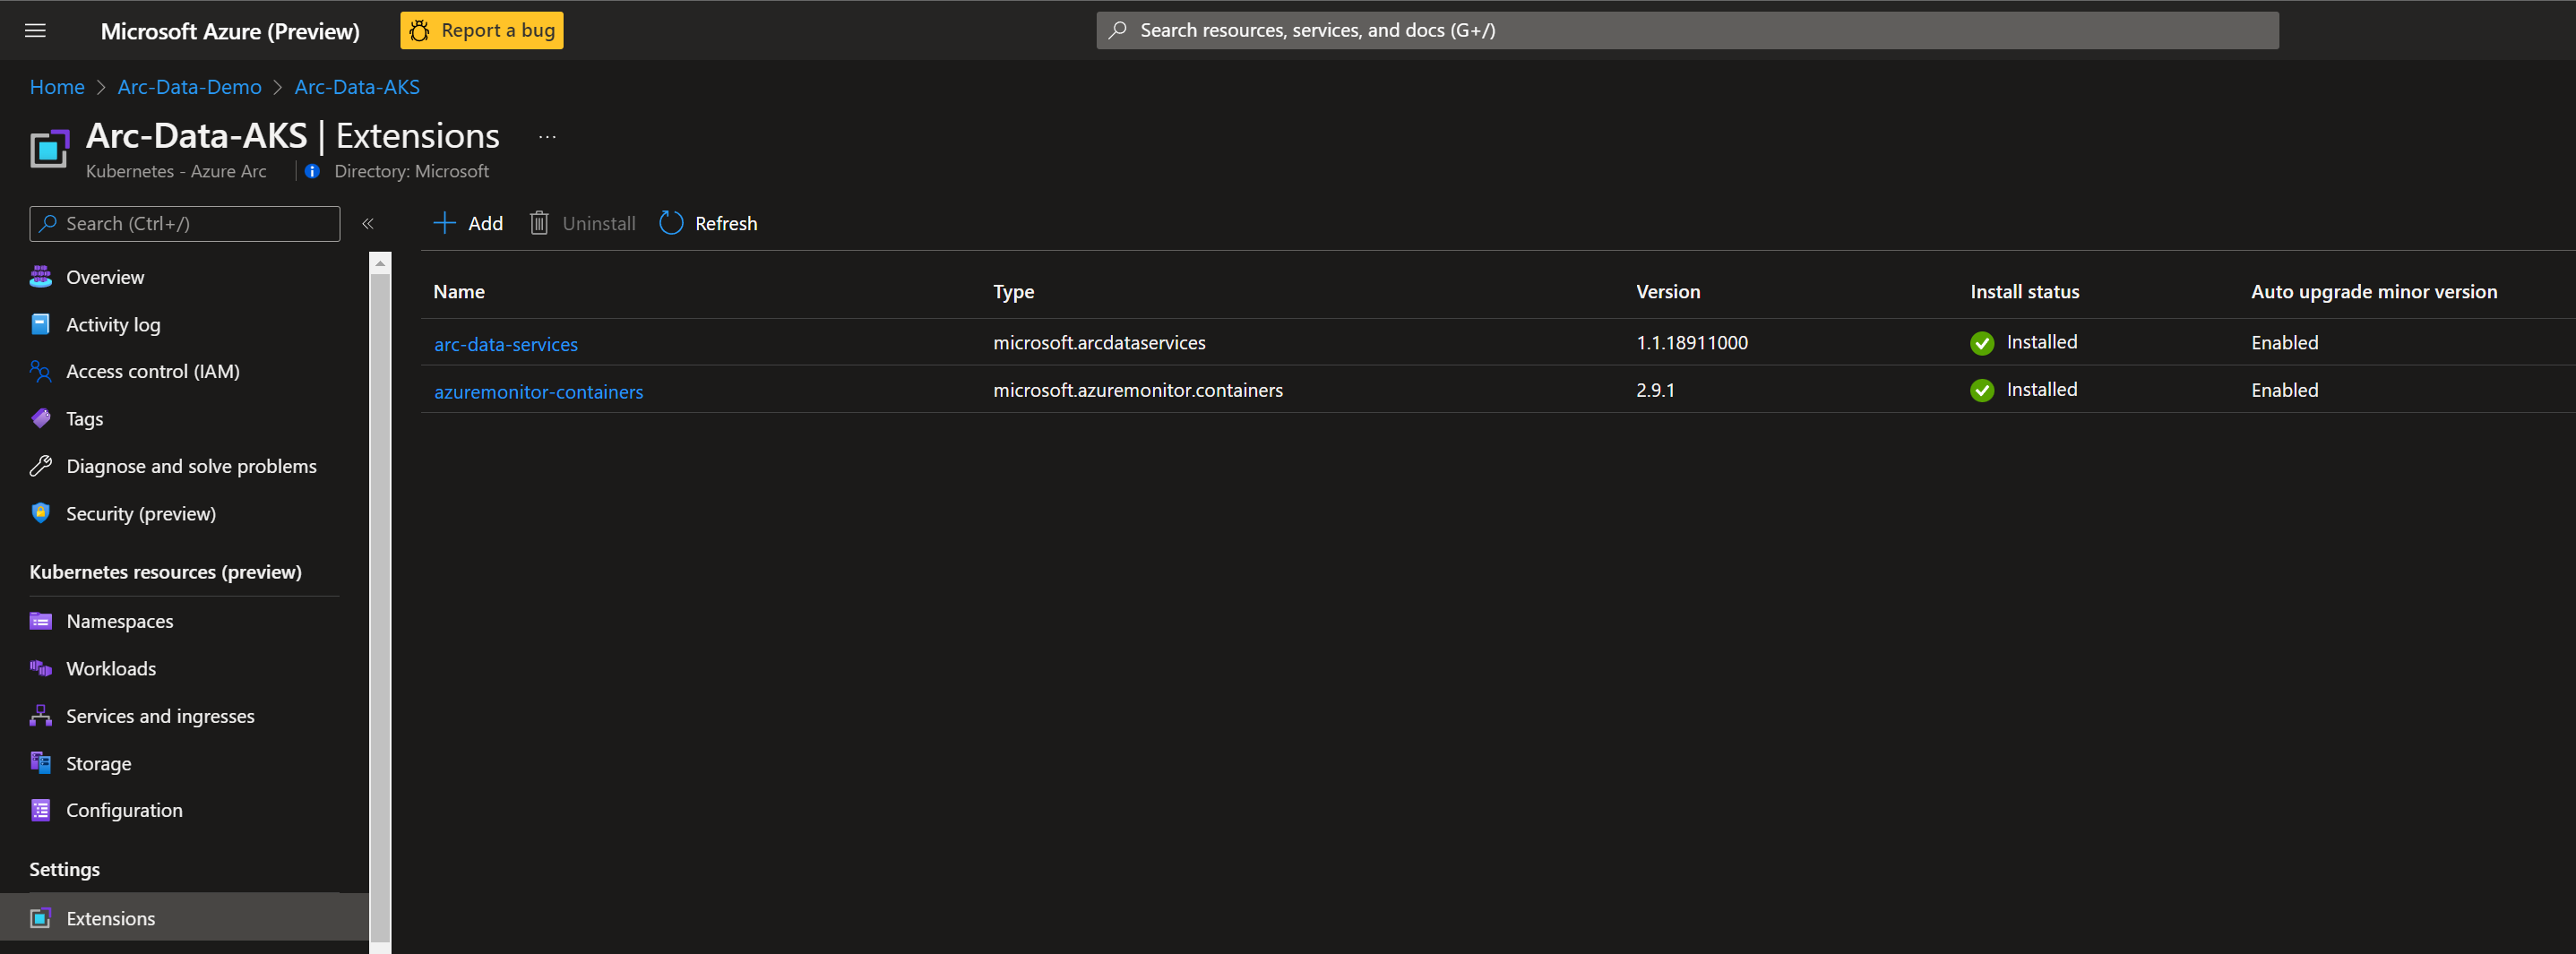 Microsoft Azure (Preview)
Report a bug
Search resources, services, and docs (G+/)
Home > Arc-Data-Demo > Arc-Data-AKS
Arc-Data-AKS | Extensions ...
Kubernetes - Azure Arc | Directory: Microsoft
Search (Ctrl+/)
«
Add
Uninstall
Refresh
Overview
Activity log
Access control (IAM)
Tags
Diagnose and solve problems
Security (preview)
Kubernetes resources (preview)
Namespaces
Workloads
Services and ingresses
Storage
Configuration
Settings
Extensions
Name Type Version Install status Auto upgrade minor version
arc-data-services microsoft.arcdataservices 1.1.18911000 Installed Enabled
azuremonitor-containers microsoft.azuremonitor.containers 2.9.1 Installed Enabled